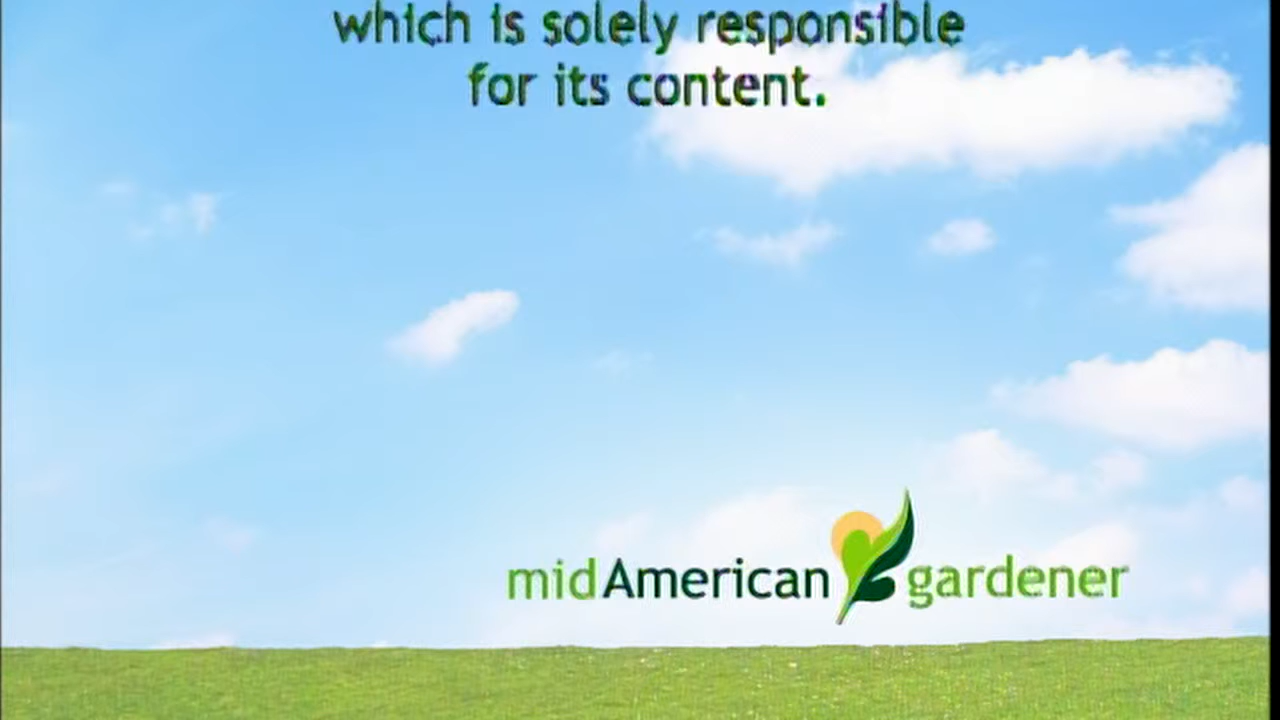 which is solely responsible
for its content.
midAmerican gardener